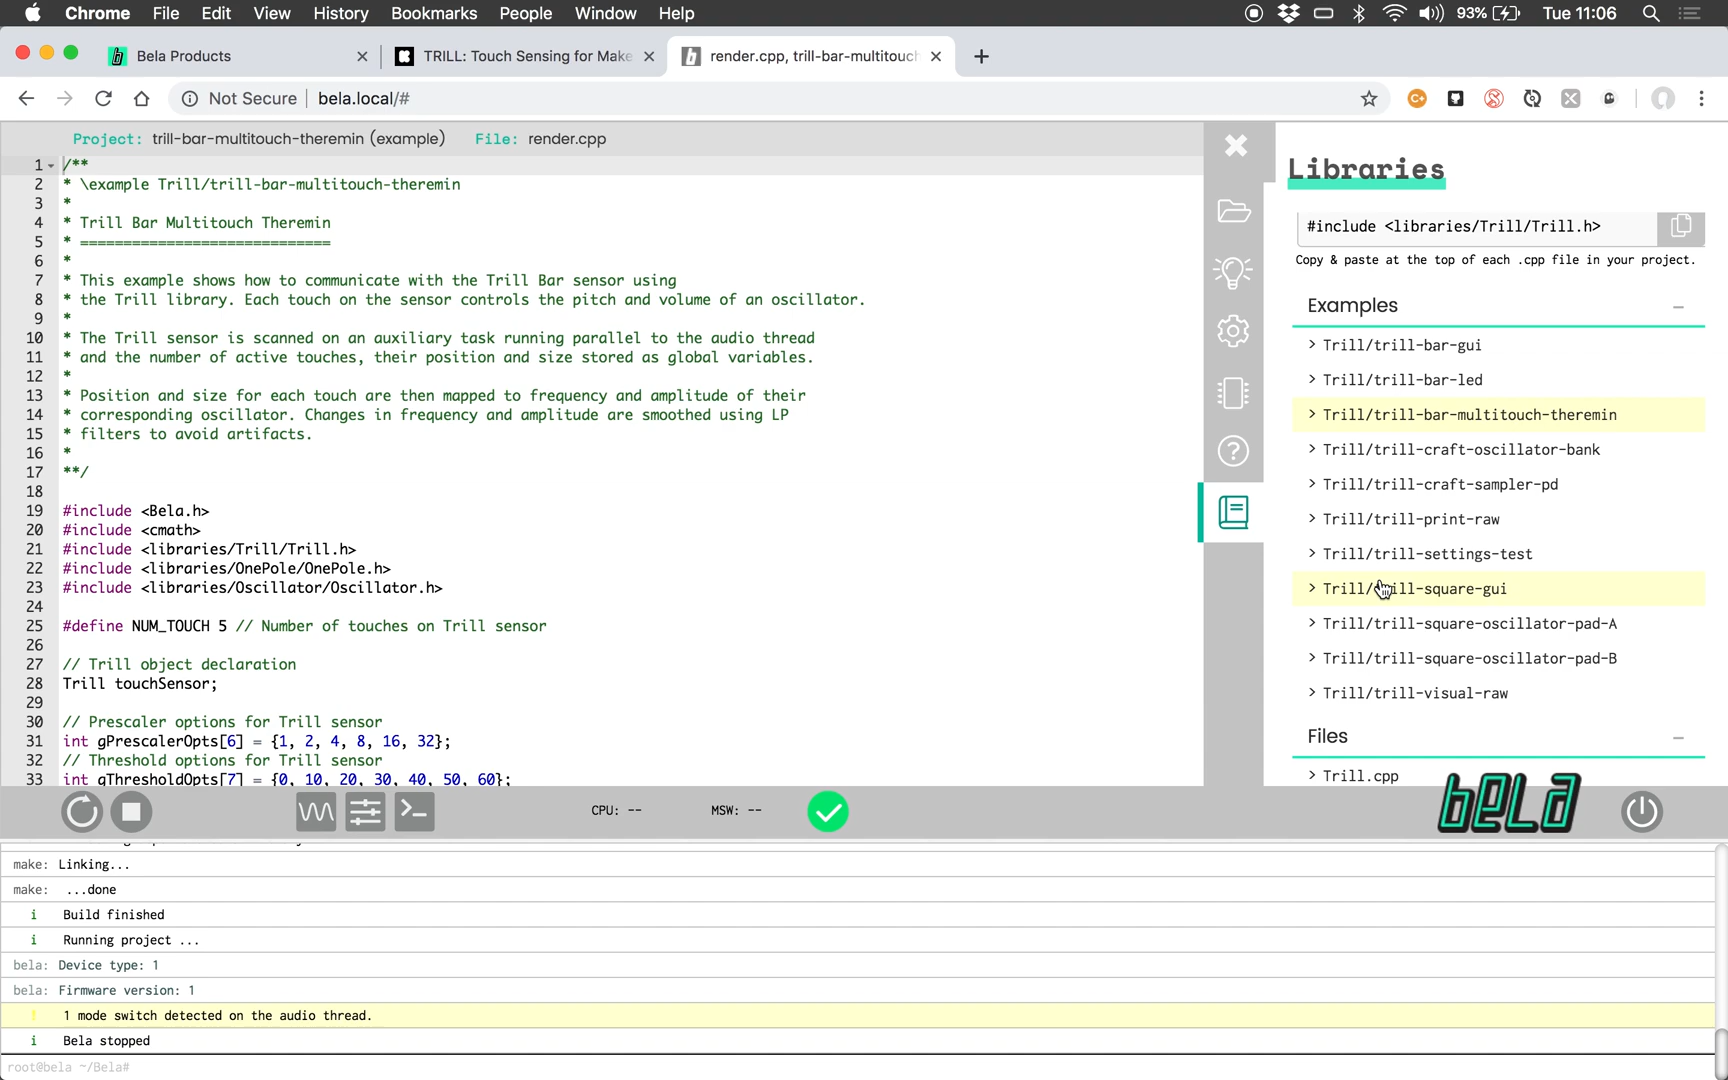 Chrome File Edit View History Bookmarks People Window Help 93% Tue 11:06
Bela Products TRILL: Touch Sensing for Make render.cpp, trill-bar-multitouch
Not Secure bela.local/#
Project: trill-bar-multitouch-theremin (example) File: render.cpp
1 /**
2 * \example Trill/trill-bar-multitouch-theremin
3 *
4 * Trill Bar Multitouch Theremin
5 * =============================
6 *
7 * This example shows how to communicate with the Trill Bar sensor using
8 * the Trill library. Each touch on the sensor controls the pitch and volume of an oscillator.
9 *
10 * The Trill sensor is scanned on an auxiliary task running parallel to the audio thread
11 * and the number of active touches, their position and size stored as global variables.
12 *
13 * Position and size for each touch are then mapped to frequency and amplitude of their
14 * corresponding oscillator. Changes in frequency and amplitude are smoothed using LP
15 * filters to avoid artifacts.
16 *
17 **/
18
19 #include <Bela.h>
20 #include <cmath>
21 #include <libraries/Trill/Trill.h>
22 #include <libraries/OnePole/OnePole.h>
23 #include <libraries/Oscillator/Oscillator.h>
24
25 #define NUM_TOUCH 5 // Number of touches on Trill sensor
26
27 // Trill object declaration
28 Trill touchSensor;
29
30 // Prescaler options for Trill sensor
31 int gPrescalerOpts[6] = {1, 2, 4, 8, 16, 32};
32 // Threshold options for Trill sensor
33 int gThresholdOpts[7] = {0, 10, 20, 30, 40, 50, 60};
Libraries
#include <libraries/Trill/Trill.h>
Copy & paste at the top of each .cpp file in your project.
Examples
> Trill/trill-bar-gui
> Trill/trill-bar-led
> Trill/trill-bar-multitouch-theremin
> Trill/trill-craft-oscillator-bank
> Trill/trill-craft-sampler-pd
> Trill/trill-print-raw
> Trill/trill-settings-test
> Trill/trill-square-gui
> Trill/trill-square-oscillator-pad-A
> Trill/trill-square-oscillator-pad-B
> Trill/trill-visual-raw
Files
> Trill.cpp
CPU: -- MSW: -- bela
make: Linking...
make: ...done
i Build finished
i Running project ...
bela: Device type: 1
bela: Firmware version: 1
! 1 mode switch detected on the audio thread.
i Bela stopped
root@bela ~/Bela#